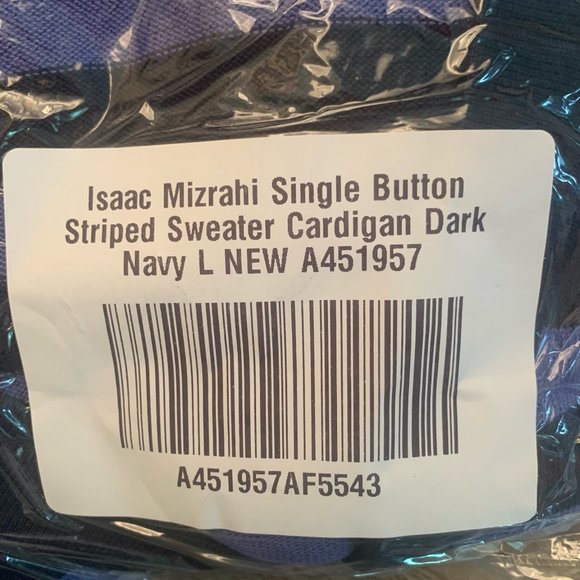 Isaac Mizrahi Single Button
Striped Sweater Cardigan Dark
Navy L NEW A451957
A451957AF5543